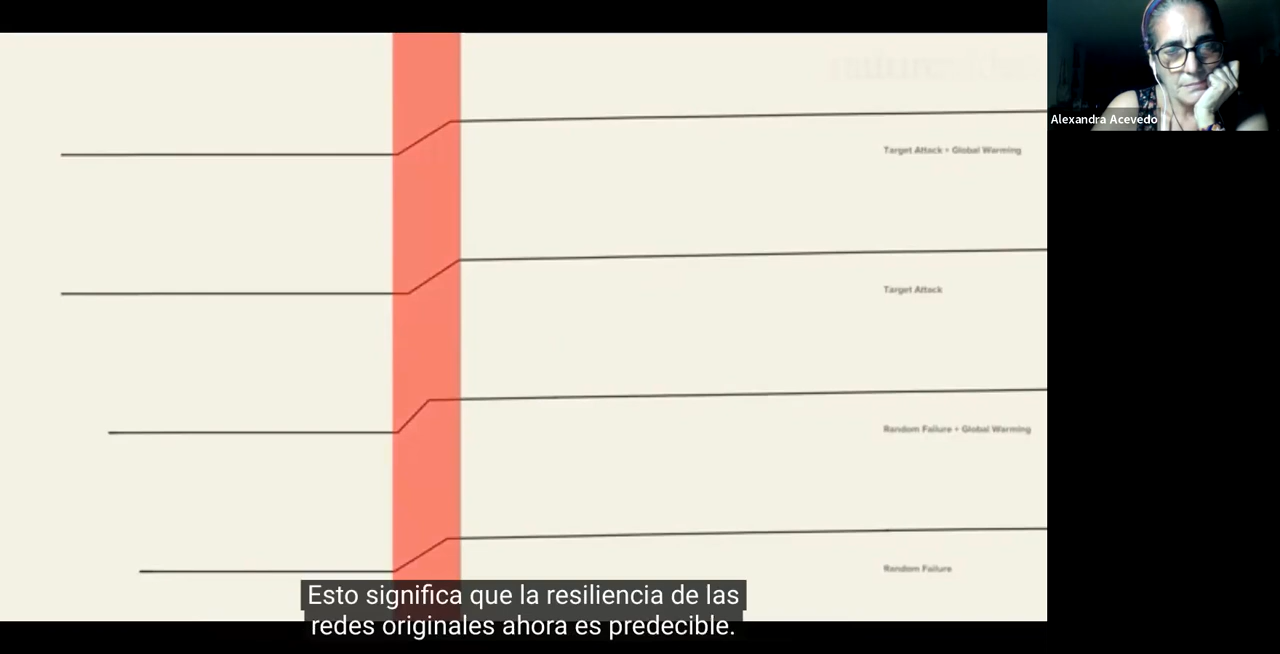 Alexandra Acevedo
Target Attack + Global Warming
Target Attack
Random Failure + Global Warming
Random Failure
Esto significa que la resiliencia de las
redes originales ahora es predecible.